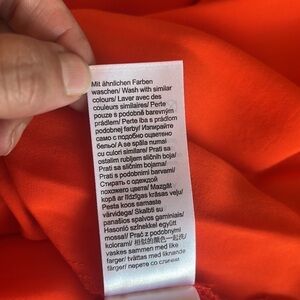 Mit ähnlichen Farben
waschen/ Wash with similar
colours/ Laver avec des
couleurs similaires/ Perte
pouze s podobně barevným
prádlem/ Perte iba s prádlom
podobnej farby/ Изпирайте
само с подобно оцветено
бельо/ A se spăla numai
cu culori similare/ Prati sa
ostalim rubljem sličnih boja/
Prati sa sličnim bojama/
Prati s podobnimi barvami/
Стирать с одеждой
похожего цвета/ Mazgāt
kopā ar līdzīgas krāsas veļu/
Pesta koos samaste
värvidega/ Skalbti su
panašios spalvos gaminiais/
Hasonló színekkel együtt
mossa/ Prać z podobnymi
kolorami/ 相似的颜色一起洗/
vaskes sammen med like
farger/ tvättas med liknande
färger/